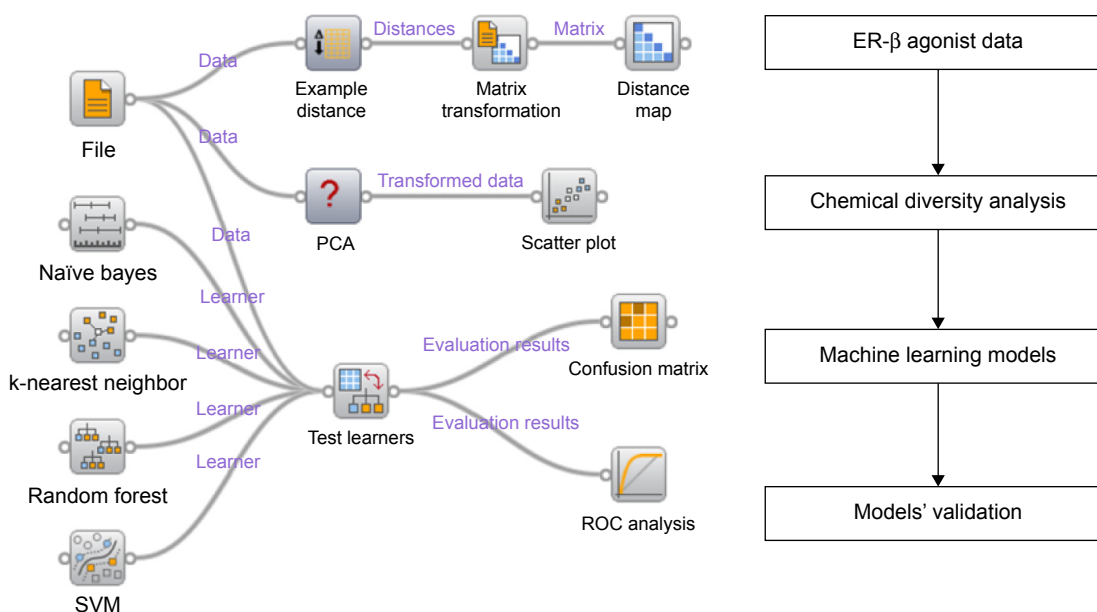 Data
Distances
Matrix
Example
distance
Matrix
transformation
Distance
map
File
Data
Transformed data
PCA
Scatter plot
Data
Naïve bayes
Learner
k-nearest neighbor
Learner
Evaluation results
Confusion matrix
Learner
Test learners
Evaluation results
Random forest
Learner
ROC analysis
SVM
ER-β agonist data
Chemical diversity analysis
Machine learning models
Models’ validation